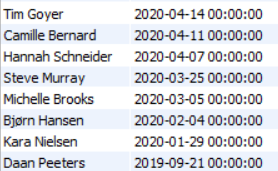 Tim Goyer 2020-04-14 00:00:00
Camille Bernard 2020-04-11 00:00:00
Hannah Schneider 2020-04-07 00:00:00
Steve Murray 2020-03-25 00:00:00
Michelle Brooks 2020-03-05 00:00:00
Bjørn Hansen 2020-02-04 00:00:00
Kara Nielsen 2020-01-29 00:00:00
Daan Peeters 2019-09-21 00:00:00